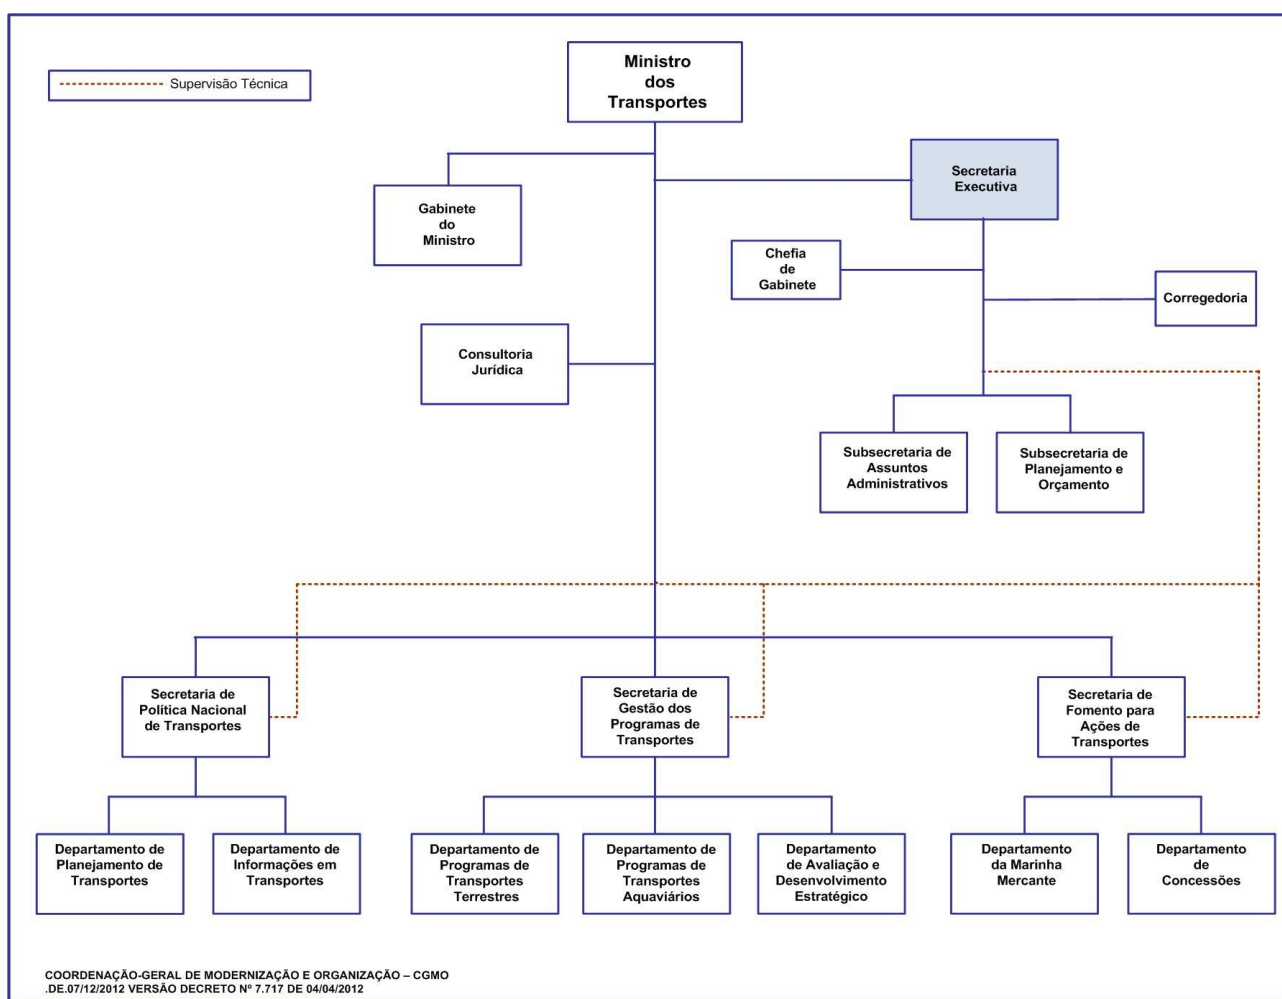 Supervisão Técnica
Ministro
dos
Transportes
Secretaria
Executiva
Gabinete
do
Ministro
Chefia
de
Gabinete
Corregedoria
Consultoria
Jurídica
Subsecretaria de
Assuntos
Administrativos
Subsecretaria de
Planejamento e
Orçamento
Secretaria de
Política Nacional
de Transportes
Secretaria de
Gestão dos
Programas de
Transportes
Secretaria de
Fomento para
Ações de
Transportes
Departamento de
Planejamento de
Transportes
Departamento de
Informações em
Transportes
Departamento de
Programas de
Transportes
Terrestres
Departamento de
Programas de
Transportes
Aquaviários
Departamento
de Avaliação e
Desenvolvimento
Estratégico
Departamento
da Marinha
Mercante
Departamento
de
Concessões
COORDENAÇÃO-GERAL DE MODERNIZAÇÃO E ORGANIZAÇÃO – CGMO
.DE.07/12/2012 VERSÃO DECRETO Nº 7.717 DE 04/04/2012